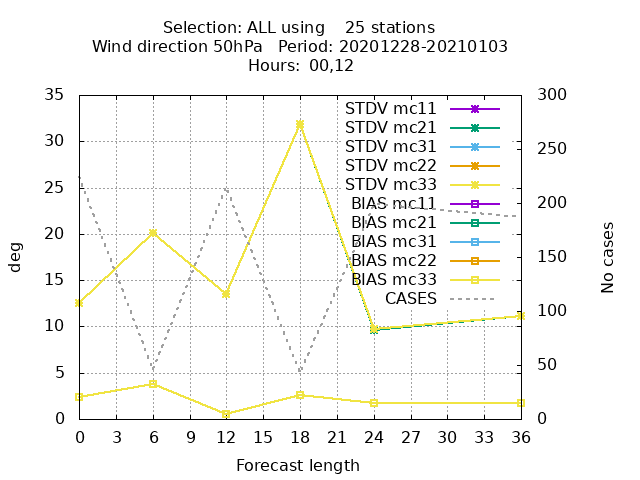 Selection: ALL using    25 stations
Wind direction 50hPa   Period: 20201228-20210103
Hours:  00,12
35
30
25
20
15
10
5
0
deg
300
250
200
150
100
50
0
No cases
STDV mc11
STDV mc21
STDV mc31
STDV mc22
STDV mc33
BIAS mc11
BIAS mc21
BIAS mc31
BIAS mc22
BIAS mc33
CASES
0 3 6 9 12 15 18 21 24 27 30 33 36
Forecast length